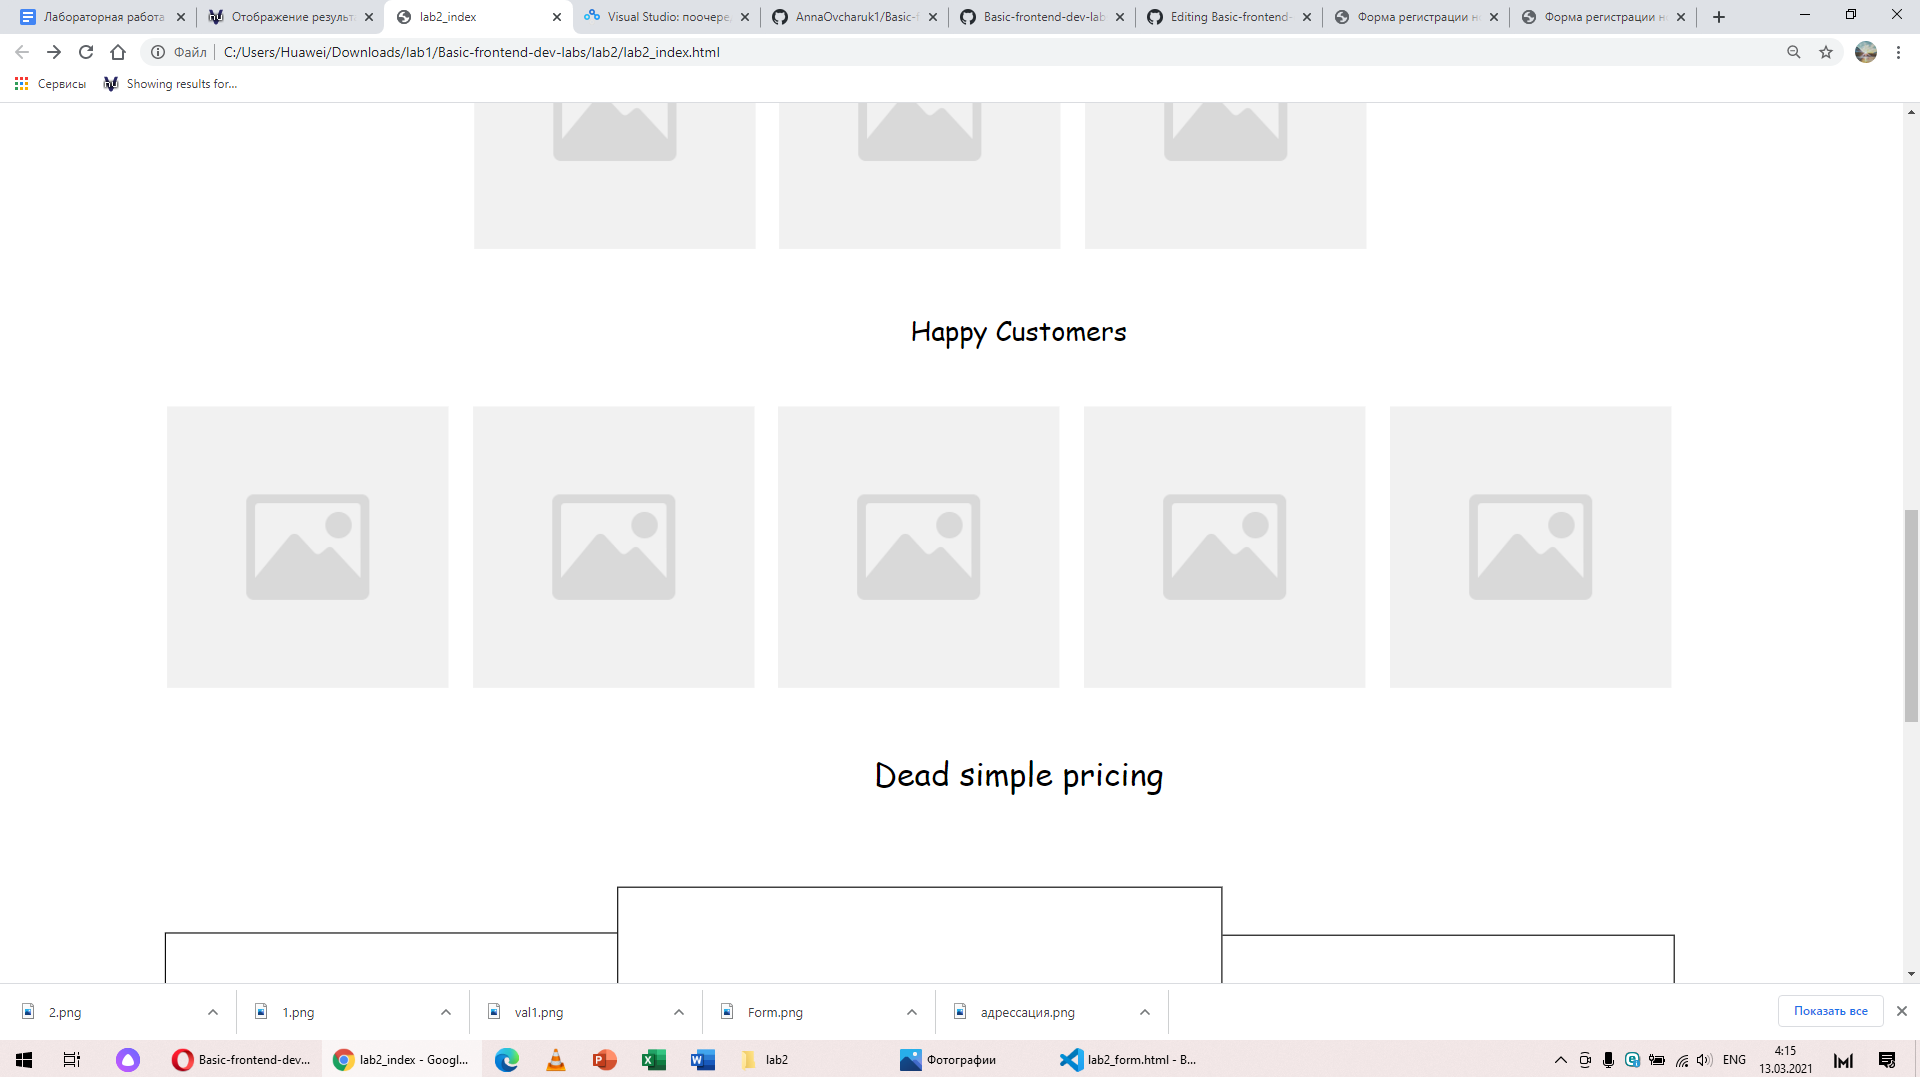 Лабораторная работа
Отображение результ
lab2_index
Visual Studio: поочере
AnnaOvcharuk1/Basic-f
Basic-frontend-dev-lab
Editing Basic-frontend-
Форма регистрации н
Форма регистрации н
Файл
C:/Users/Huawei/Downloads/lab1/Basic-frontend-dev-labs/lab2/lab2_index.html
Сервисы
Showing results for...
Happy Customers
Dead simple pricing
2.png
1.png
val1.png
Form.png
адрессация.png
Показать все
Basic-frontend-dev...
lab2_index - Googl...
lab2
Фотографии
lab2_form.html - В...
ENG
4:15
13.03.2021